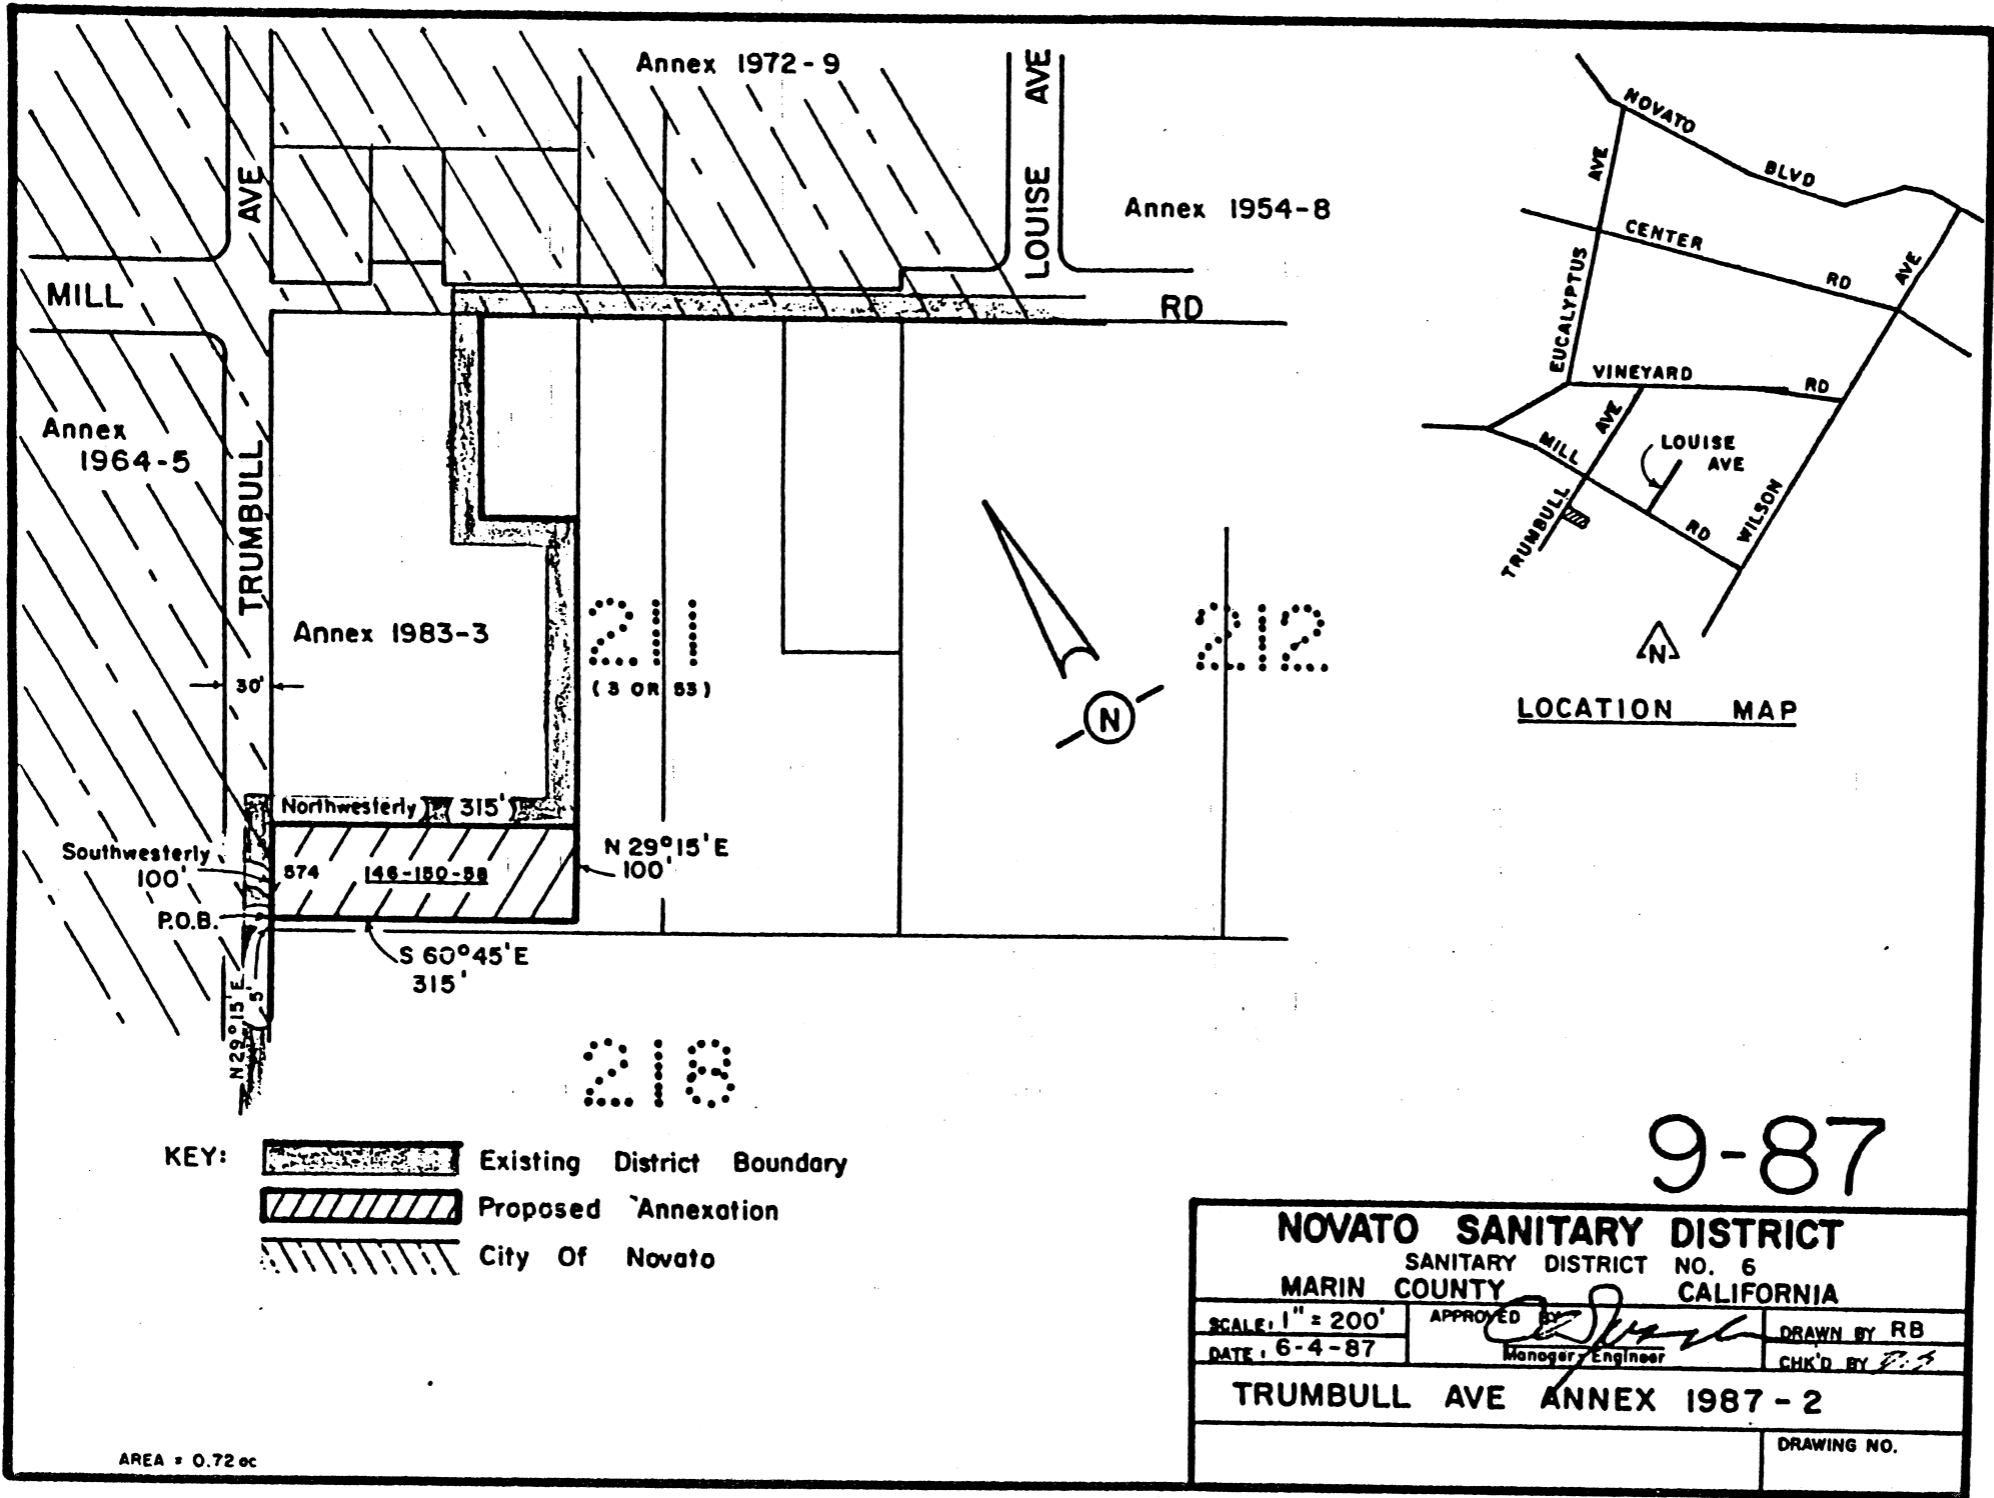 Annex 1972-9
LOUISE AVE
Annex 1954-8
AVE
MILL
RD
Annex
1964-5
TRUMBULL
Annex 1983-3
30'
211
(3 OR 53)
212
Northwesterly 315'
Southwesterly
100'
574
146-150-58
N 29°15'E
100'
P.O.B.
S 60°45'E
315'
N29°15'E
5'
218
N
NOVATO
BLVD
AVE
EUCALYPTUS
CENTER
RD
AVE
VINEYARD
RD
AVE
MILL
LOUISE
AVE
TRUMBULL
RD
WILSON
N
LOCATION MAP
KEY:
Existing District Boundary
Proposed Annexation
City Of Novato
9-87
NOVATO SANITARY DISTRICT
SANITARY DISTRICT NO. 6
MARIN COUNTY CALIFORNIA
SCALE: 1" = 200'
DATE: 6-4-87
APPROVED BY
Manager-Engineer
DRAWN BY RB
CHK'D BY
TRUMBULL AVE ANNEX 1987-2
DRAWING NO.
AREA = 0.72 ac